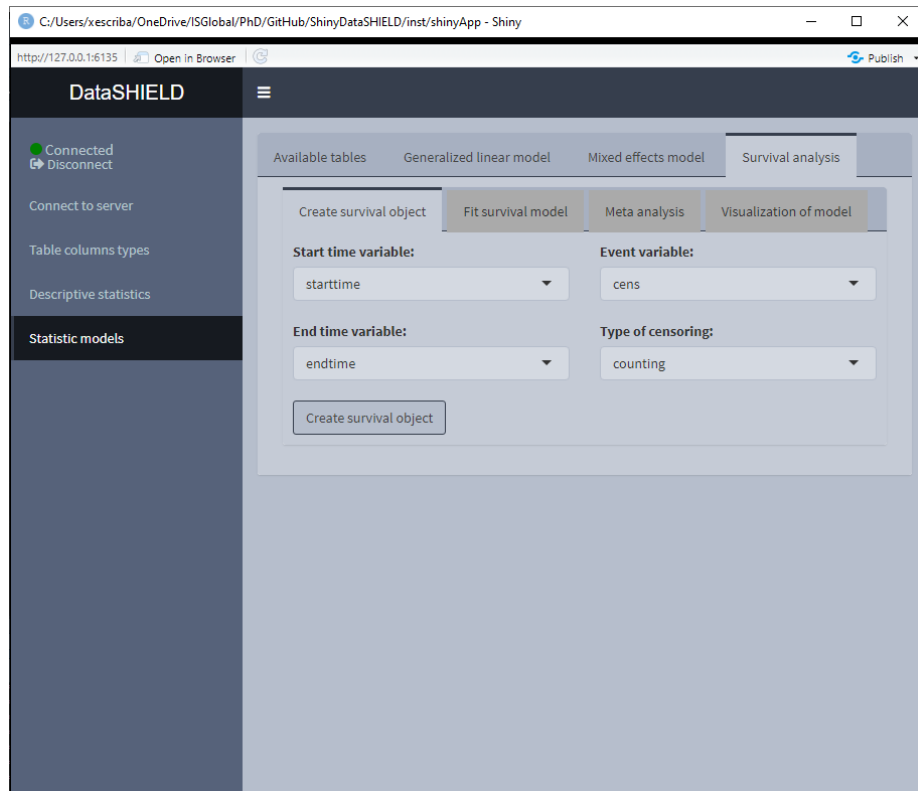 C:/Users/xescriba/OneDrive/ISGlobal/PhD/GitHub/ShinyDataSHIELD/inst/shinyApp - Shiny
http://127.0.0.1:6135 Open in Browser Publish
DataSHIELD
Connected
Disconnect
Connect to server
Table columns types
Descriptive statistics
Statistic models
Available tables Generalized linear model Mixed effects model Survival analysis
Create survival object Fit survival model Meta analysis Visualization of model
Start time variable: Event variable:
starttime cens
End time variable: Type of censoring:
endtime counting
Create survival object